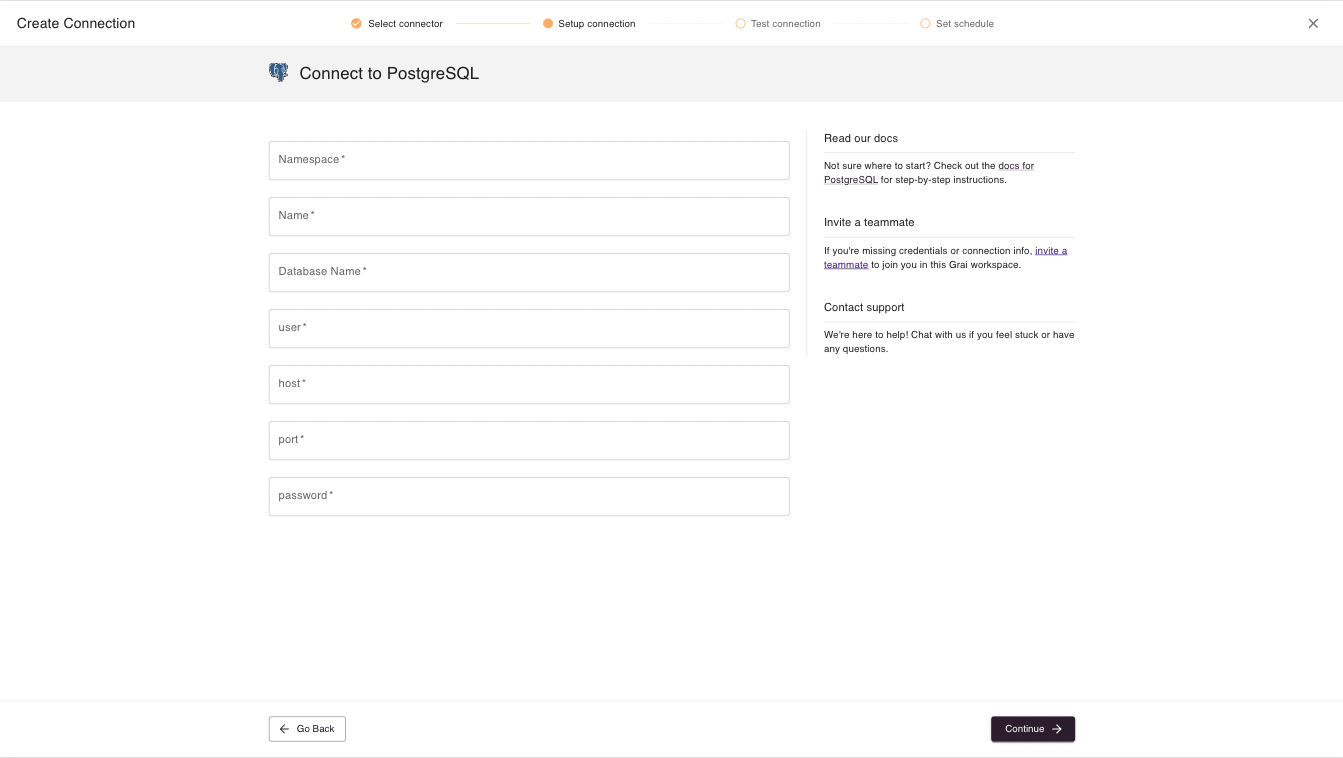 Create Connection
Select connector
Setup connection
Test connection
Set schedule
Connect to PostgreSQL
Namespace *
Name *
Database Name *
user *
host *
port *
password *
Read our docs
Not sure where to start? Check out the docs for
PostgreSQL for step-by-step instructions.
Invite a teammate
If you're missing credentials or connection info, invite a
teammate to join you in this Grai workspace.
Contact support
We're here to help! Chat with us if you feel stuck or have
any questions.
Go Back
Continue